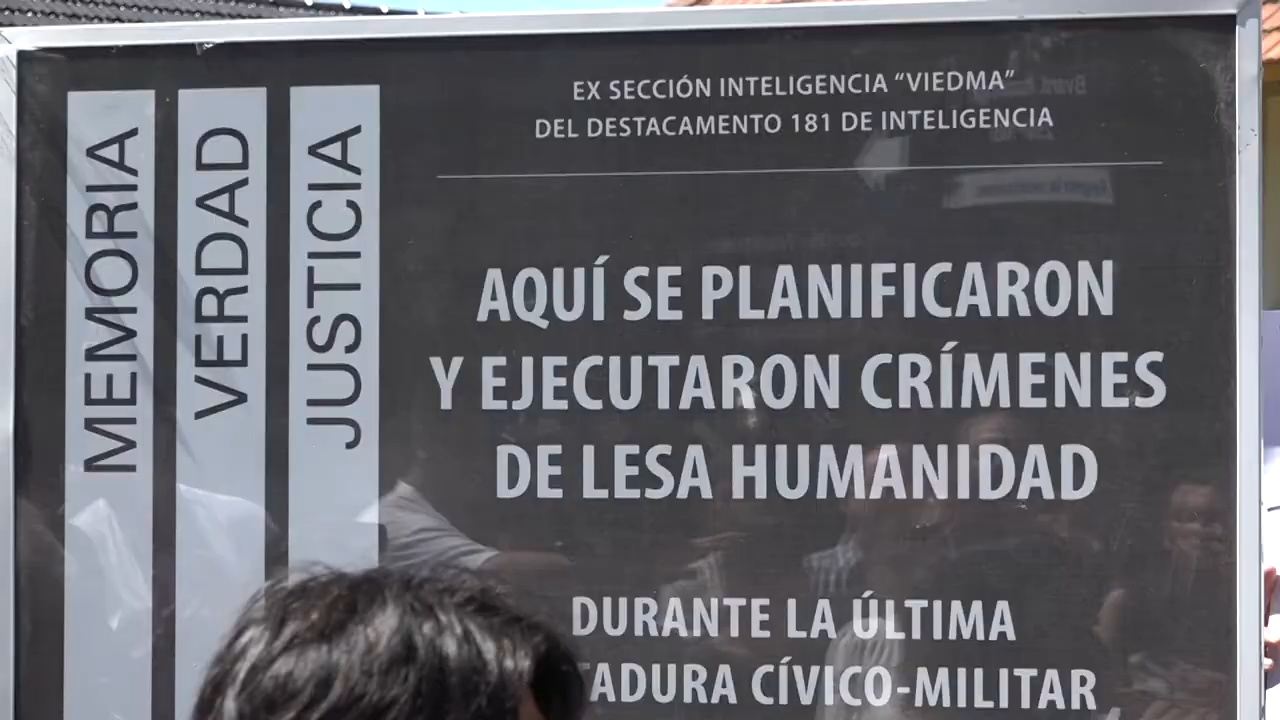 MEMORIA
VERDAD
JUSTICIA
EX SECCIÓN INTELIGENCIA “VIEDMA”
DEL DESTACAMENTO 181 DE INTELIGENCIA
AQUÍ SE PLANIFICARON
Y EJECUTARON CRÍMENES
DE LESA HUMANIDAD
DURANTE LA ÚLTIMA
TADURA CÍVICO-MILITAR